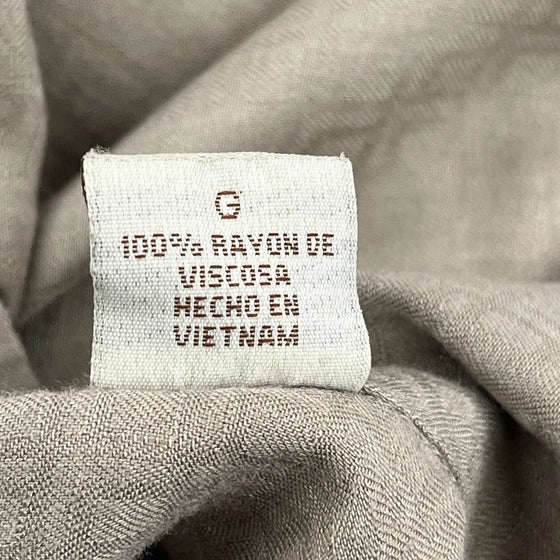 G
100% RAYON DE
VISCOSA
HECHO EN
VIETNAM